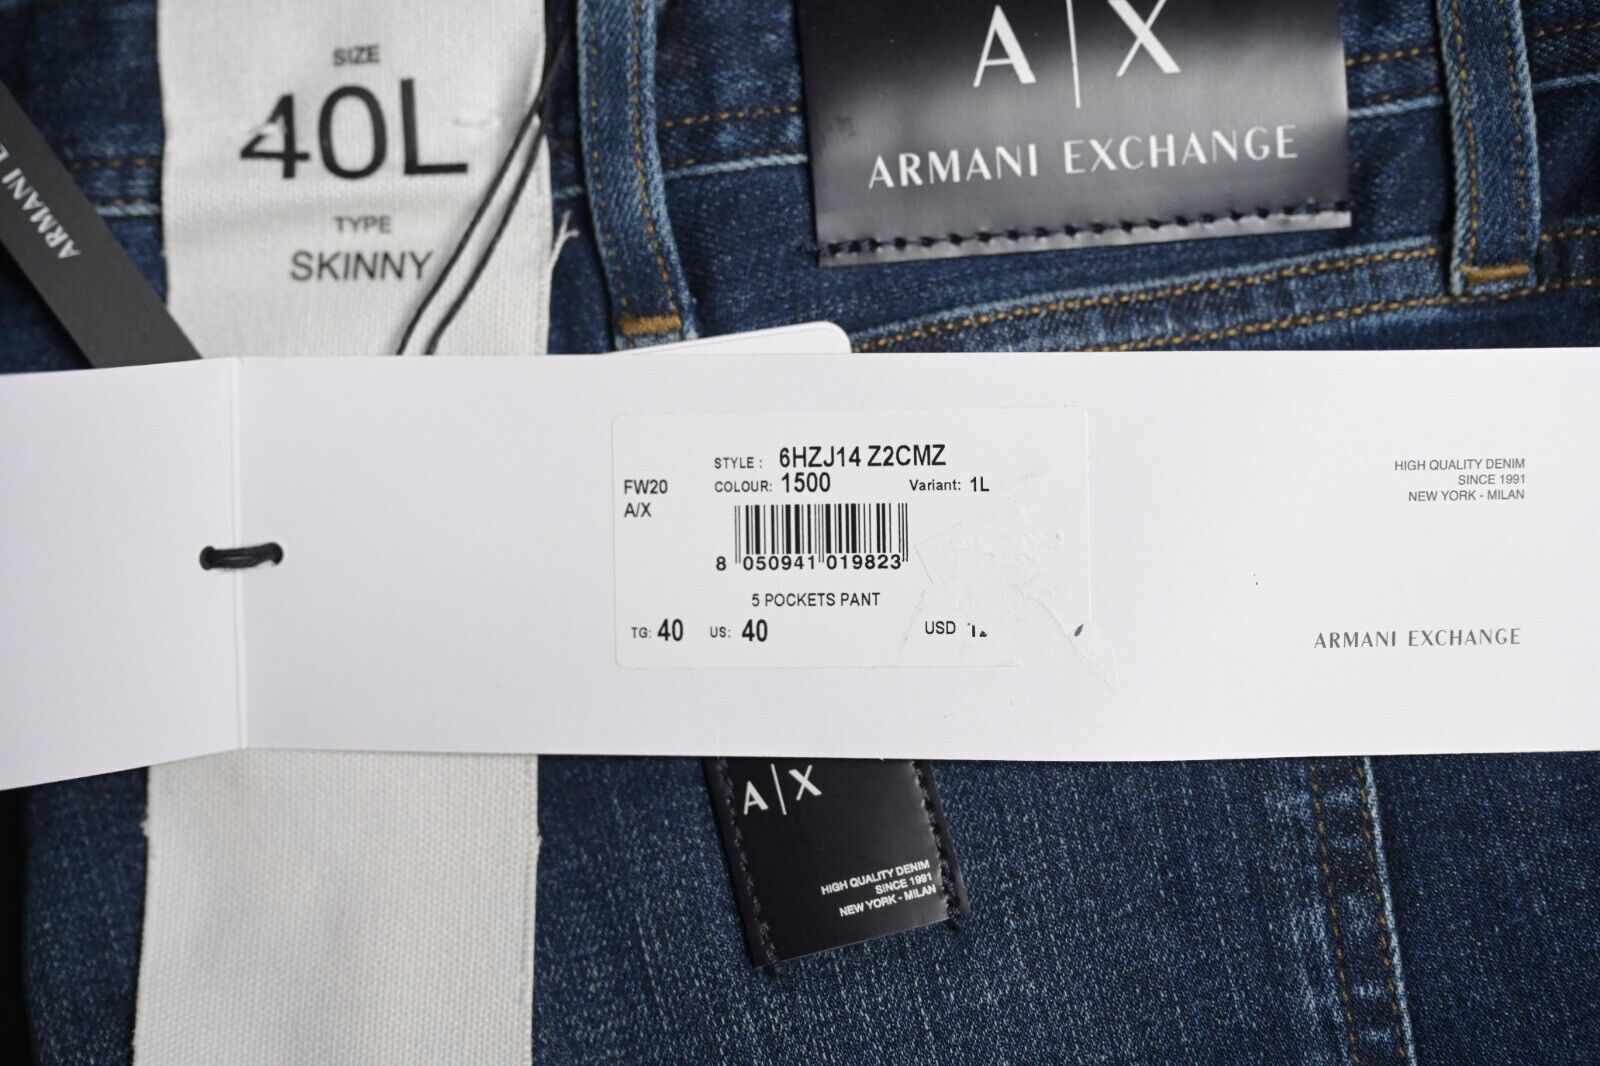 SIZE
40L
TYPE
SKINNY
ARMANI
A|X
ARMANI EXCHANGE
STYLE : 6HZJ14 Z2CMZ
FW20 COLOUR: 1500 Variant: 1L
A/X
8 050941 019823
5 POCKETS PANT
TG: 40 US: 40 USD
HIGH QUALITY DENIM
SINCE 1991
NEW YORK - MILAN
ARMANI EXCHANGE
A|X
HIGH QUALITY DENIM
SINCE 1991
NEW YORK - MILAN